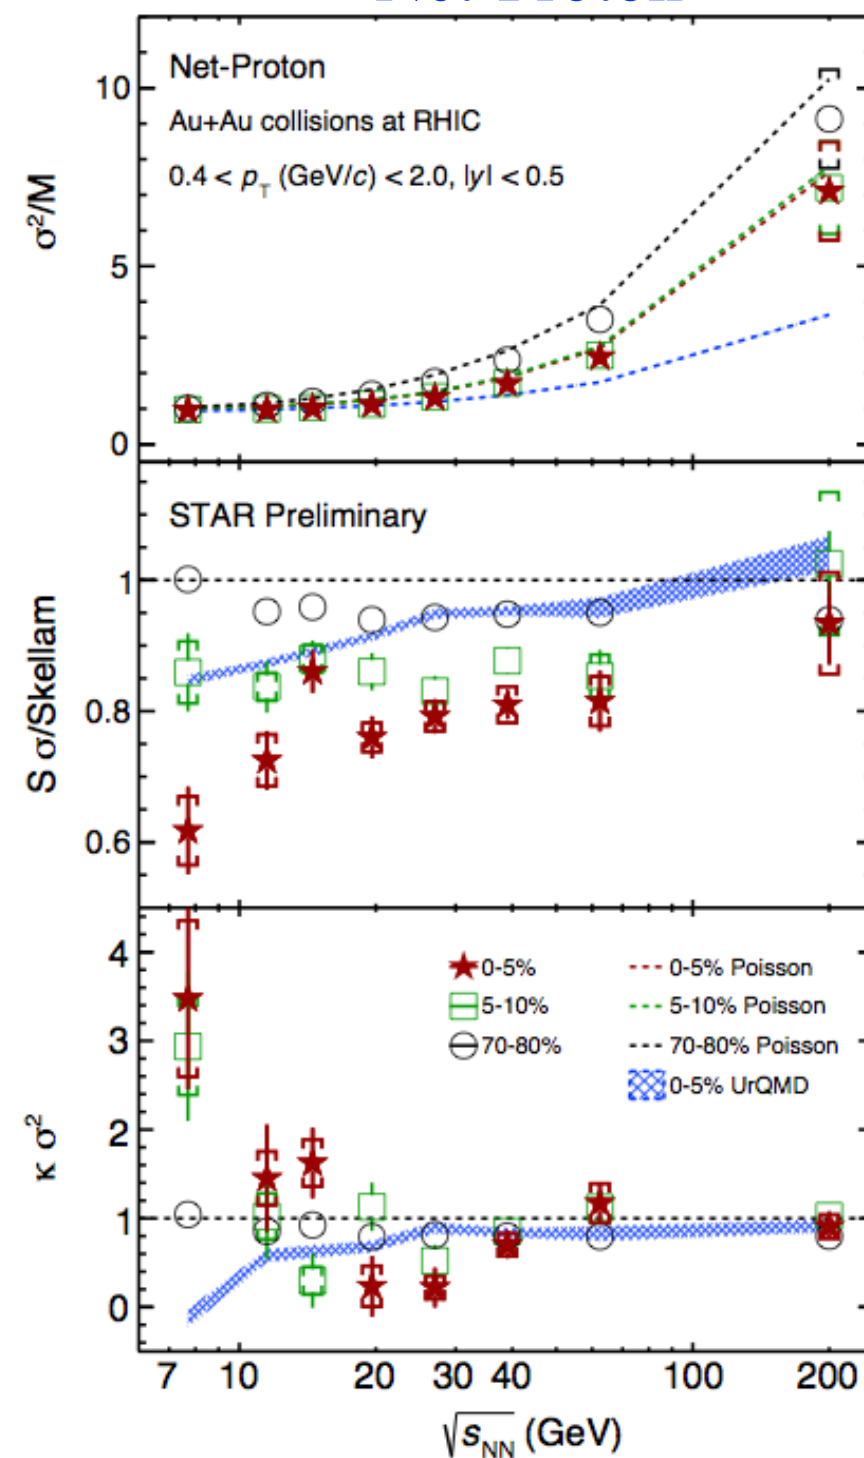 Net-Proton
Au+Au collisions at RHIC
0.4 < p_T (GeV/c) < 2.0, |y| < 0.5
σ²/M
10
5
0
STAR Preliminary
S σ/Skellam
1
0.8
0.6
κ σ²
4
3
2
1
0
0-5%
5-10%
70-80%
0-5% Poisson
5-10% Poisson
70-80% Poisson
0-5% UrQMD
7 10 20 30 40 100 200
√s_NN (GeV)